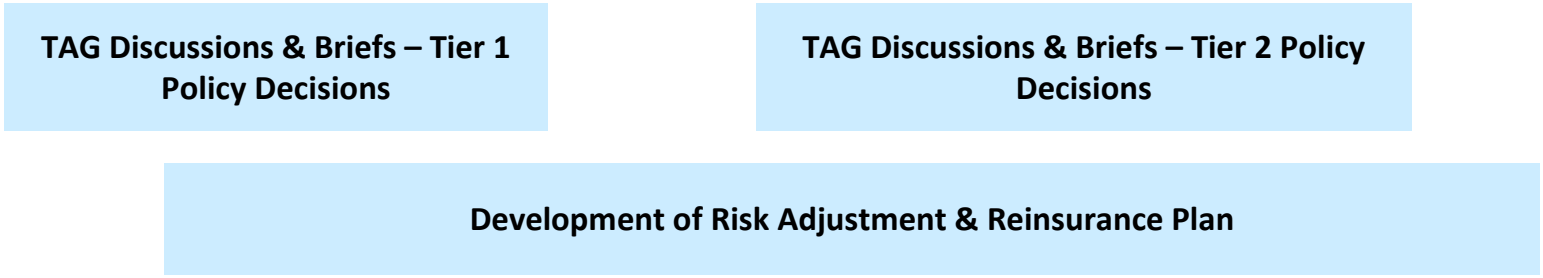 TAG Discussions & Briefs – Tier 1
Policy Decisions
TAG Discussions & Briefs – Tier 2 Policy
Decisions
Development of Risk Adjustment & Reinsurance Plan